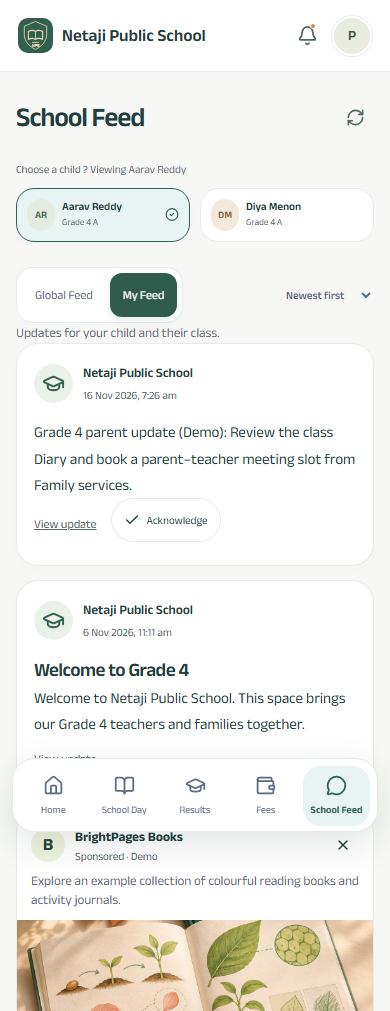 Netaji Public School
P
School Feed
Choose a child ? Viewing Aarav Reddy
AR
Aarav Reddy
Grade 4 A
DM
Diya Menon
Grade 4 A
Global Feed
My Feed
Newest first
Updates for your child and their class.
Netaji Public School
16 Nov 2026, 7:26 am
Grade 4 parent update (Demo): Review the class
Diary and book a parent–teacher meeting slot from
Family services.
View update
Acknowledge
Netaji Public School
6 Nov 2026, 11:11 am
Welcome to Grade 4
Welcome to Netaji Public School. This space brings
our Grade 4 teachers and families together.
View update
Home
School Day
Results
Fees
School Feed
B
BrightPages Books
Sponsored · Demo
Explore an example collection of colourful reading books and
activity journals.